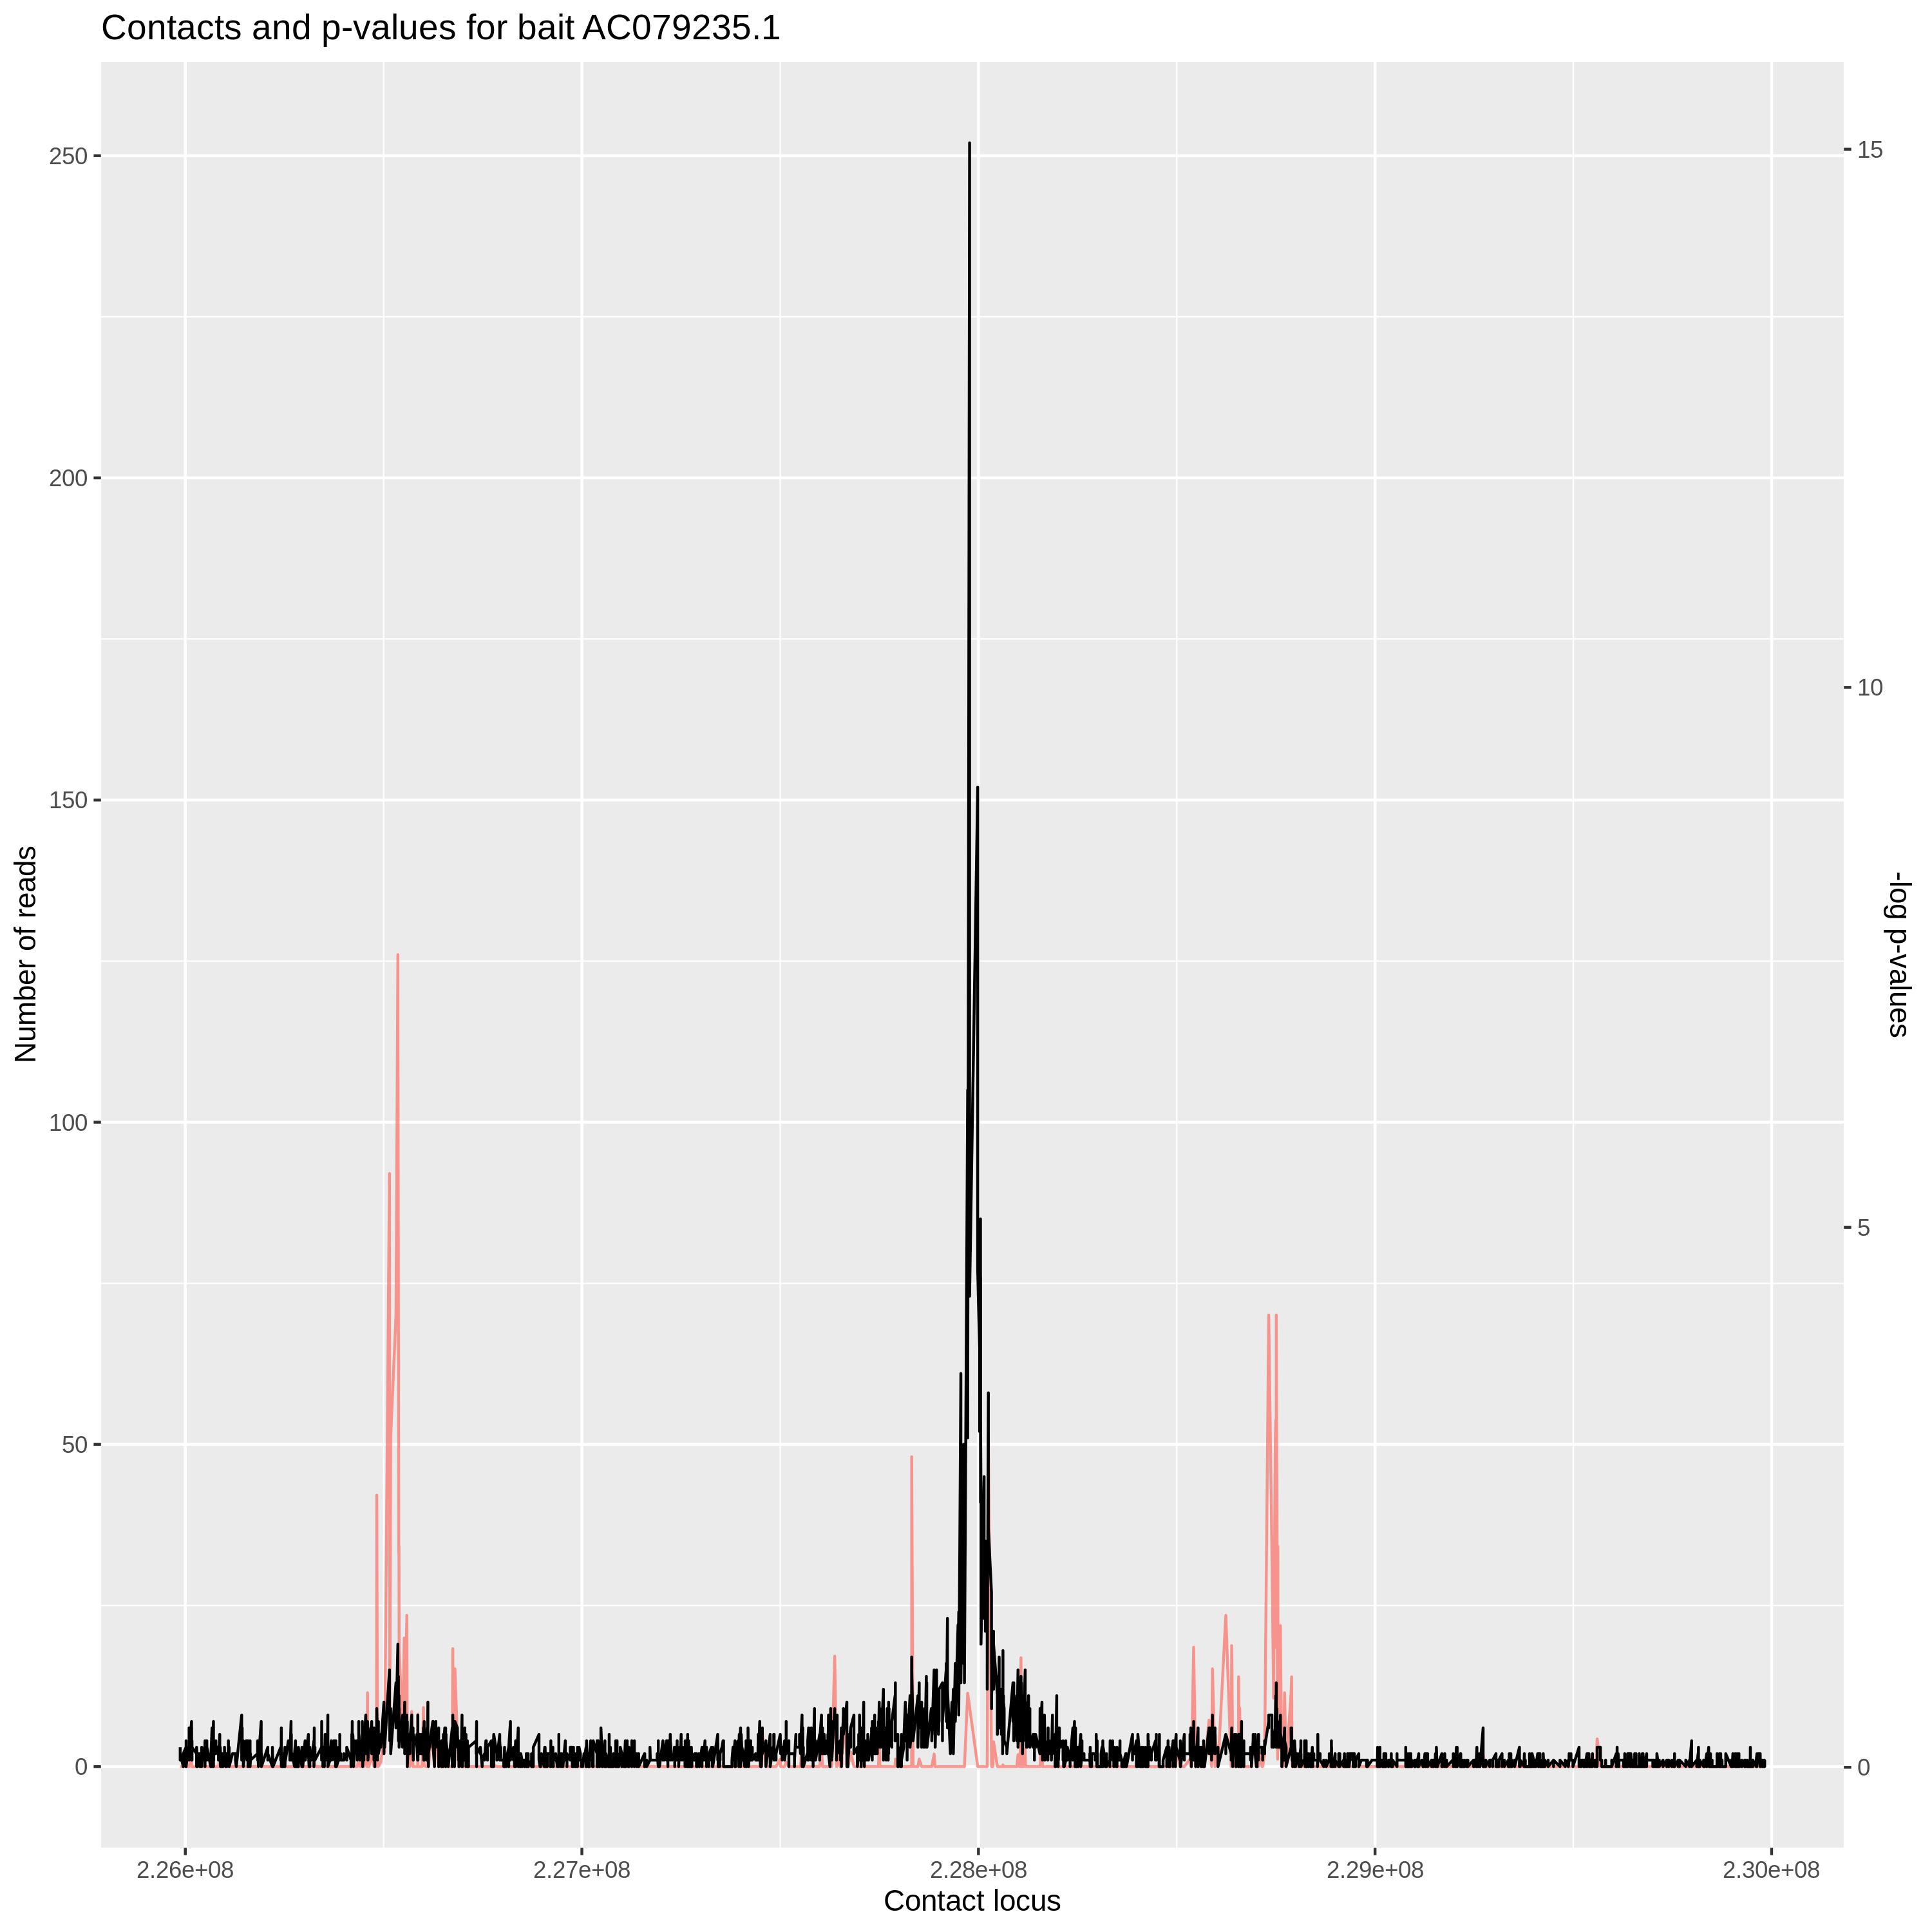 Contacts and p-values for bait AC079235.1
250
200
150
100
50
0
Number of reads
15
10
5
0
-log p-values
2.26e+08
2.27e+08
2.28e+08
2.29e+08
2.30e+08
Contact locus